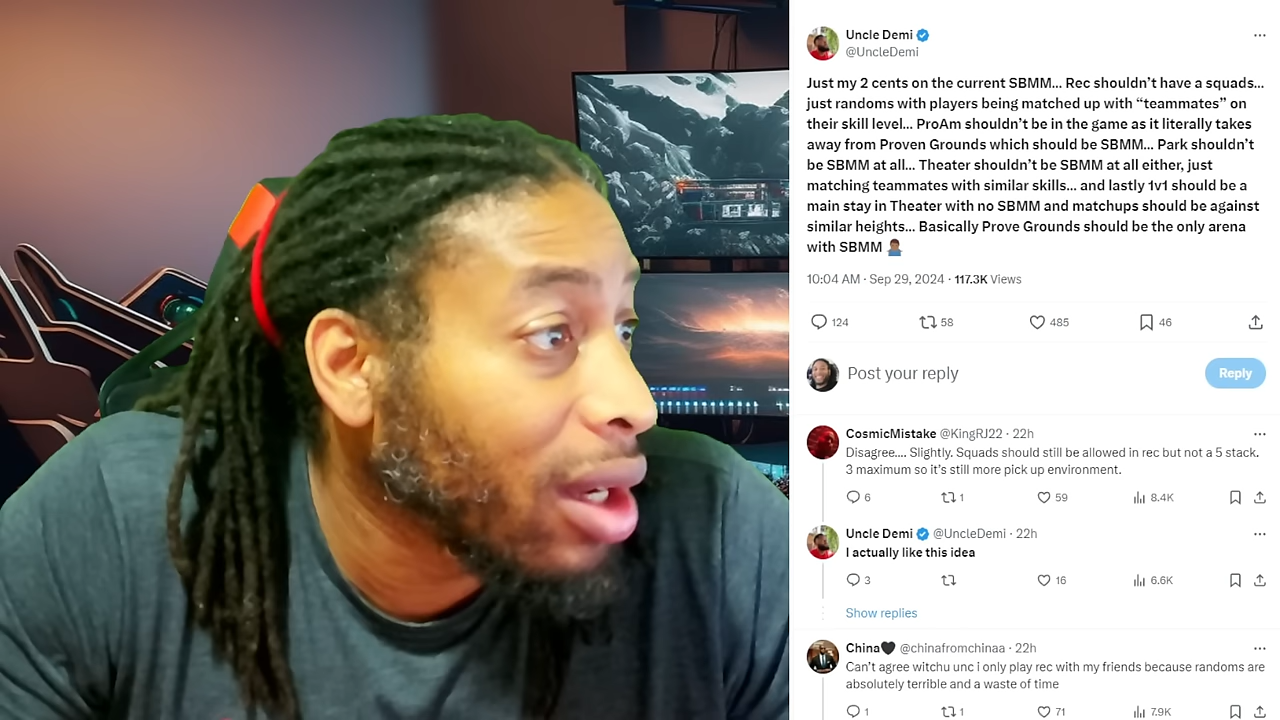 Uncle Demi
@UncleDemi
Just my 2 cents on the current SBMM... Rec shouldn’t have a squads...
just randoms with players being matched up with “teammates” on
their skill level... ProAm shouldn’t be in the game as it literally takes
away from Proven Grounds which should be SBMM... Park shouldn’t
be SBMM at all... Theater shouldn’t be SBMM at all either, just
matching teammates with similar skills... and lastly 1v1 should be a
main stay in Theater with no SBMM and matchups should be against
similar heights... Basically Prove Grounds should be the only arena
with SBMM 🤷🏾‍♂️
10:04 AM · Sep 29, 2024 · 117.3K Views
124 58 485 46
Post your reply
Reply
CosmicMistake @KingRJ22 · 22h
Disagree.... Slightly. Squads should still be allowed in rec but not a 5 stack.
3 maximum so it’s still more pick up environment.
6 1 59 8.4K
Uncle Demi @UncleDemi · 22h
I actually like this idea
3 16 6.6K
Show replies
China🖤 @chinafromchinaa · 22h
Can’t agree witchu unc i only play rec with my friends because randoms are
absolutely terrible and a waste of time
1 1 71 7.9K